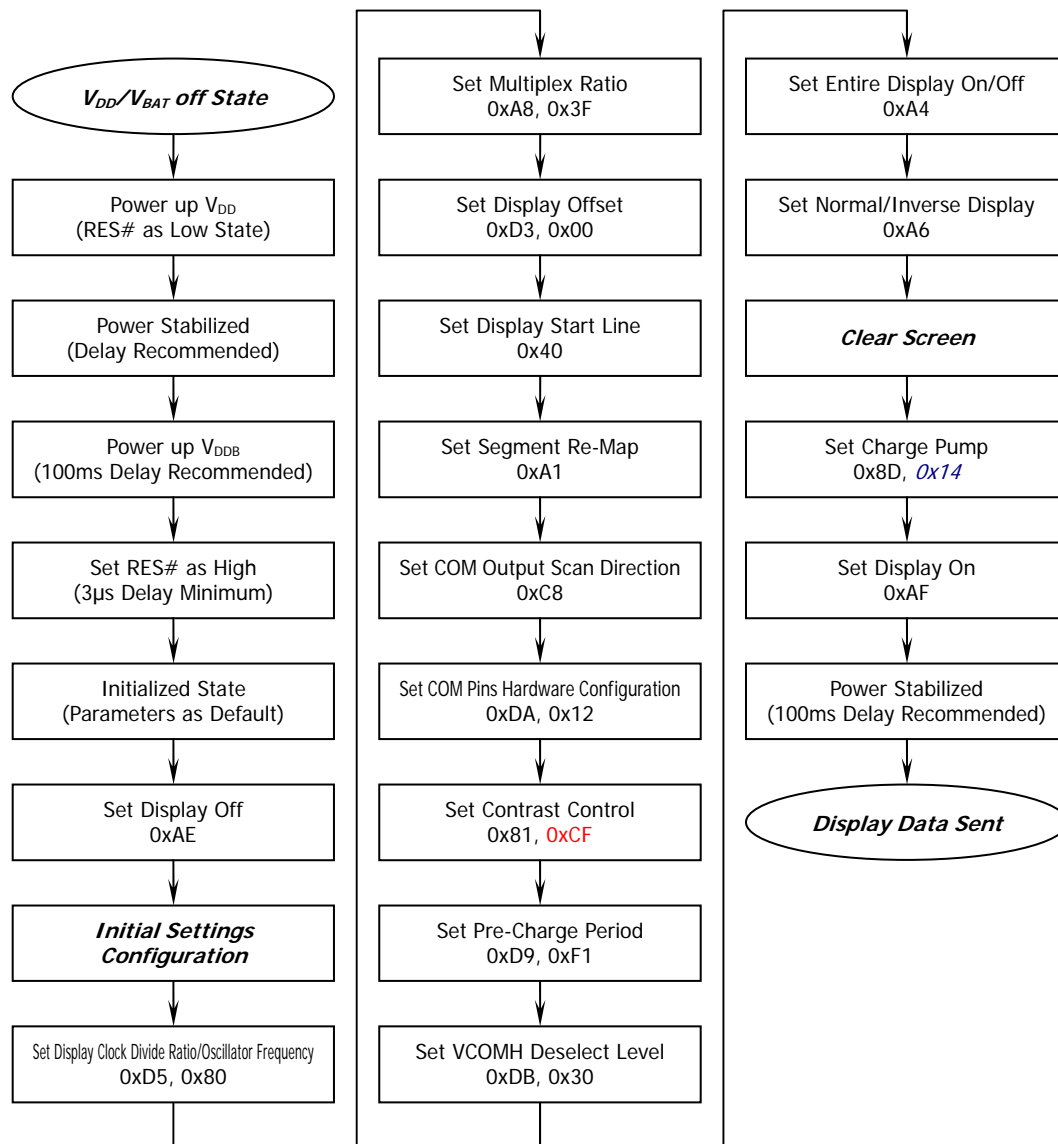 V_DD/V_BAT off State
Power up V_DD
(RES# as Low State)
Power Stabilized
(Delay Recommended)
Power up V_DDB
(100ms Delay Recommended)
Set RES# as High
(3μs Delay Minimum)
Initialized State
(Parameters as Default)
Set Display Off
0xAE
Initial Settings
Configuration
Set Display Clock Divide Ratio/Oscillator Frequency
0xD5, 0x80
Set Multiplex Ratio
0xA8, 0x3F
Set Display Offset
0xD3, 0x00
Set Display Start Line
0x40
Set Segment Re-Map
0xA1
Set COM Output Scan Direction
0xC8
Set COM Pins Hardware Configuration
0xDA, 0x12
Set Contrast Control
0x81, 0xCF
Set Pre-Charge Period
0xD9, 0xF1
Set VCOMH Deselect Level
0xDB, 0x30
Set Entire Display On/Off
0xA4
Set Normal/Inverse Display
0xA6
Clear Screen
Set Charge Pump
0x8D, 0x14
Set Display On
0xAF
Power Stabilized
(100ms Delay Recommended)
Display Data Sent